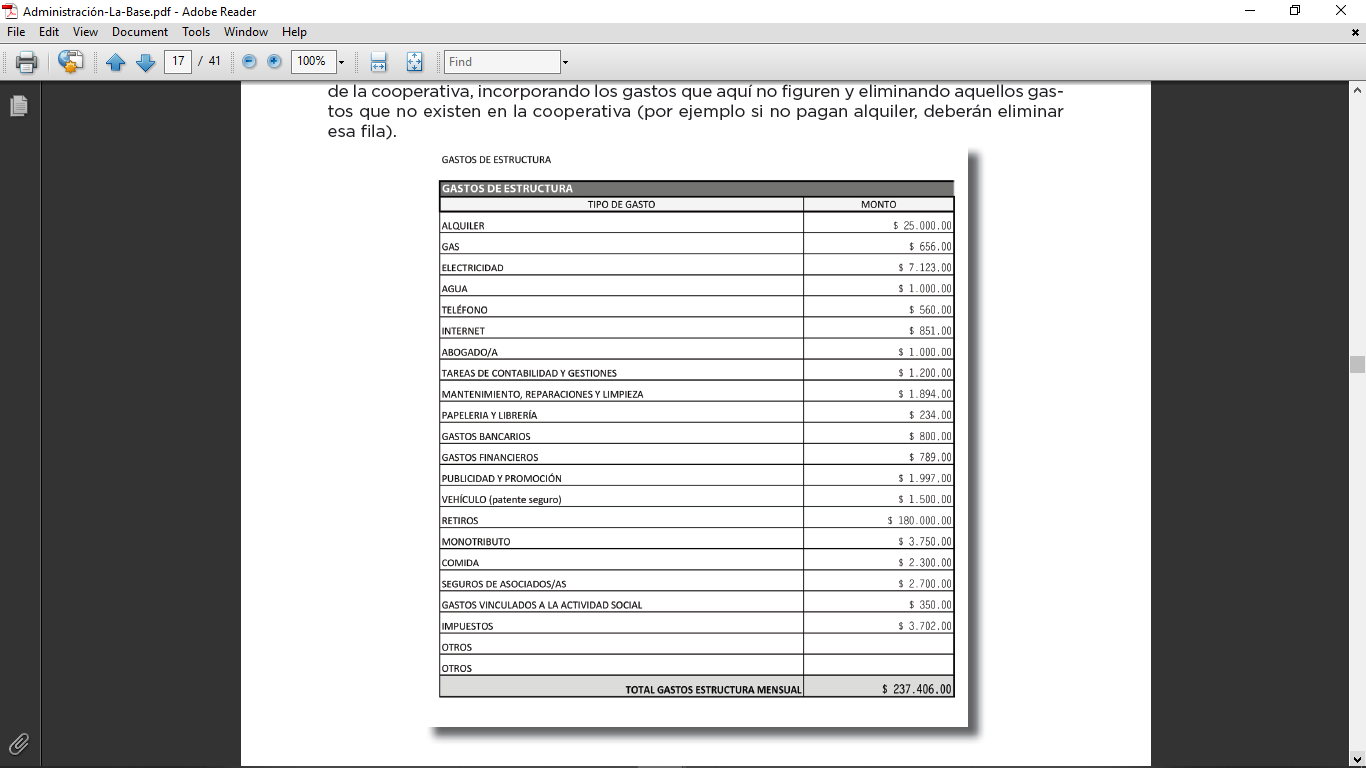 Administración-La-Base.pdf - Adobe Reader
File Edit View Document Tools Window Help
17 / 41 100% Find
de la cooperativa, incorporando los gastos que aquí no figuren y eliminando aquellos gas-
tos que no existen en la cooperativa (por ejemplo si no pagan alquiler, deberán eliminar
esa fila).
GASTOS DE ESTRUCTURA
GASTOS DE ESTRUCTURA
TIPO DE GASTO MONTO
ALQUILER $ 25.000.00
GAS $ 656.00
ELECTRICIDAD $ 7.123.00
AGUA $ 1.000.00
TELÉFONO $ 560.00
INTERNET $ 851.00
ABOGADO/A $ 1.000.00
TAREAS DE CONTABILIDAD Y GESTIONES $ 1.200.00
MANTENIMIENTO, REPARACIONES Y LIMPIEZA $ 1.894.00
PAPELERIA Y LIBRERÍA $ 234.00
GASTOS BANCARIOS $ 800.00
GASTOS FINANCIEROS $ 789.00
PUBLICIDAD Y PROMOCIÓN $ 1.997.00
VEHÍCULO (patente seguro) $ 1.500.00
RETIROS $ 180.000.00
MONOTRIBUTO $ 3.750.00
COMIDA $ 2.300.00
SEGUROS DE ASOCIADOS/AS $ 2.700.00
GASTOS VINCULADOS A LA ACTIVIDAD SOCIAL $ 350.00
IMPUESTOS $ 3.702.00
OTROS
OTROS
TOTAL GASTOS ESTRUCTURA MENSUAL $ 237.406.00